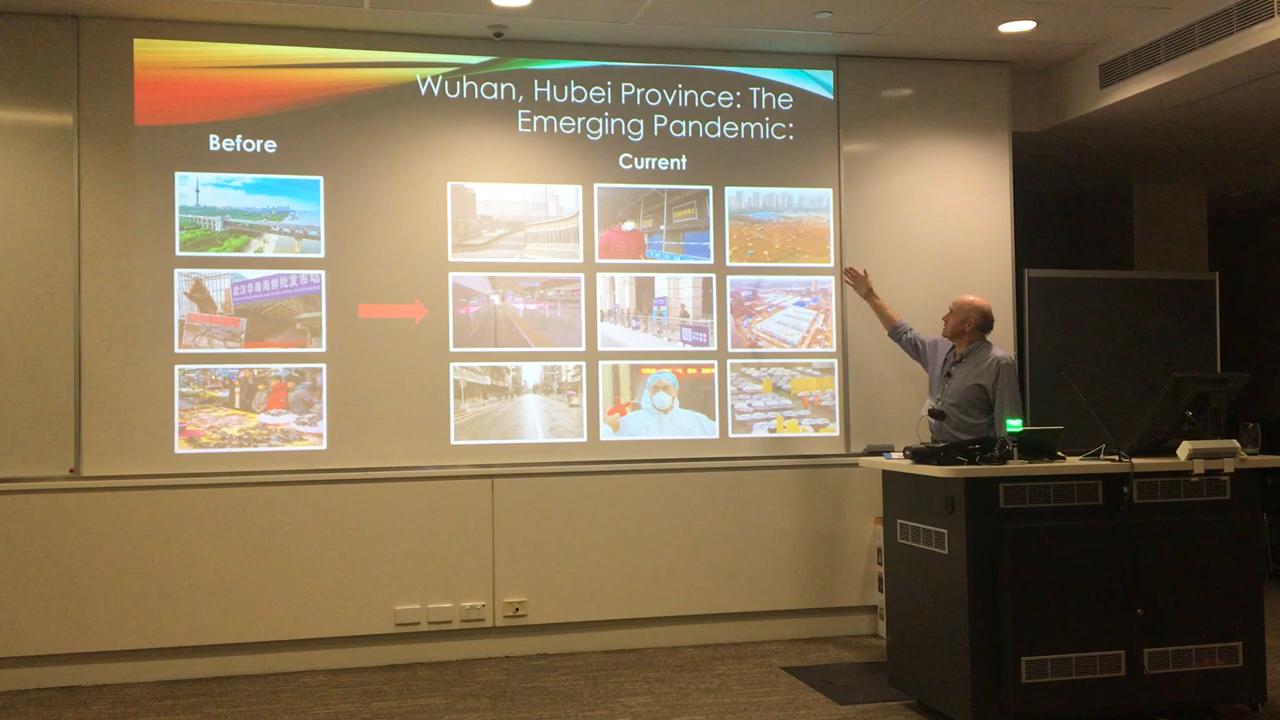 Wuhan, Hubei Province: The
Emerging Pandemic:
Before
Current
武汉华南海鲜批发市场